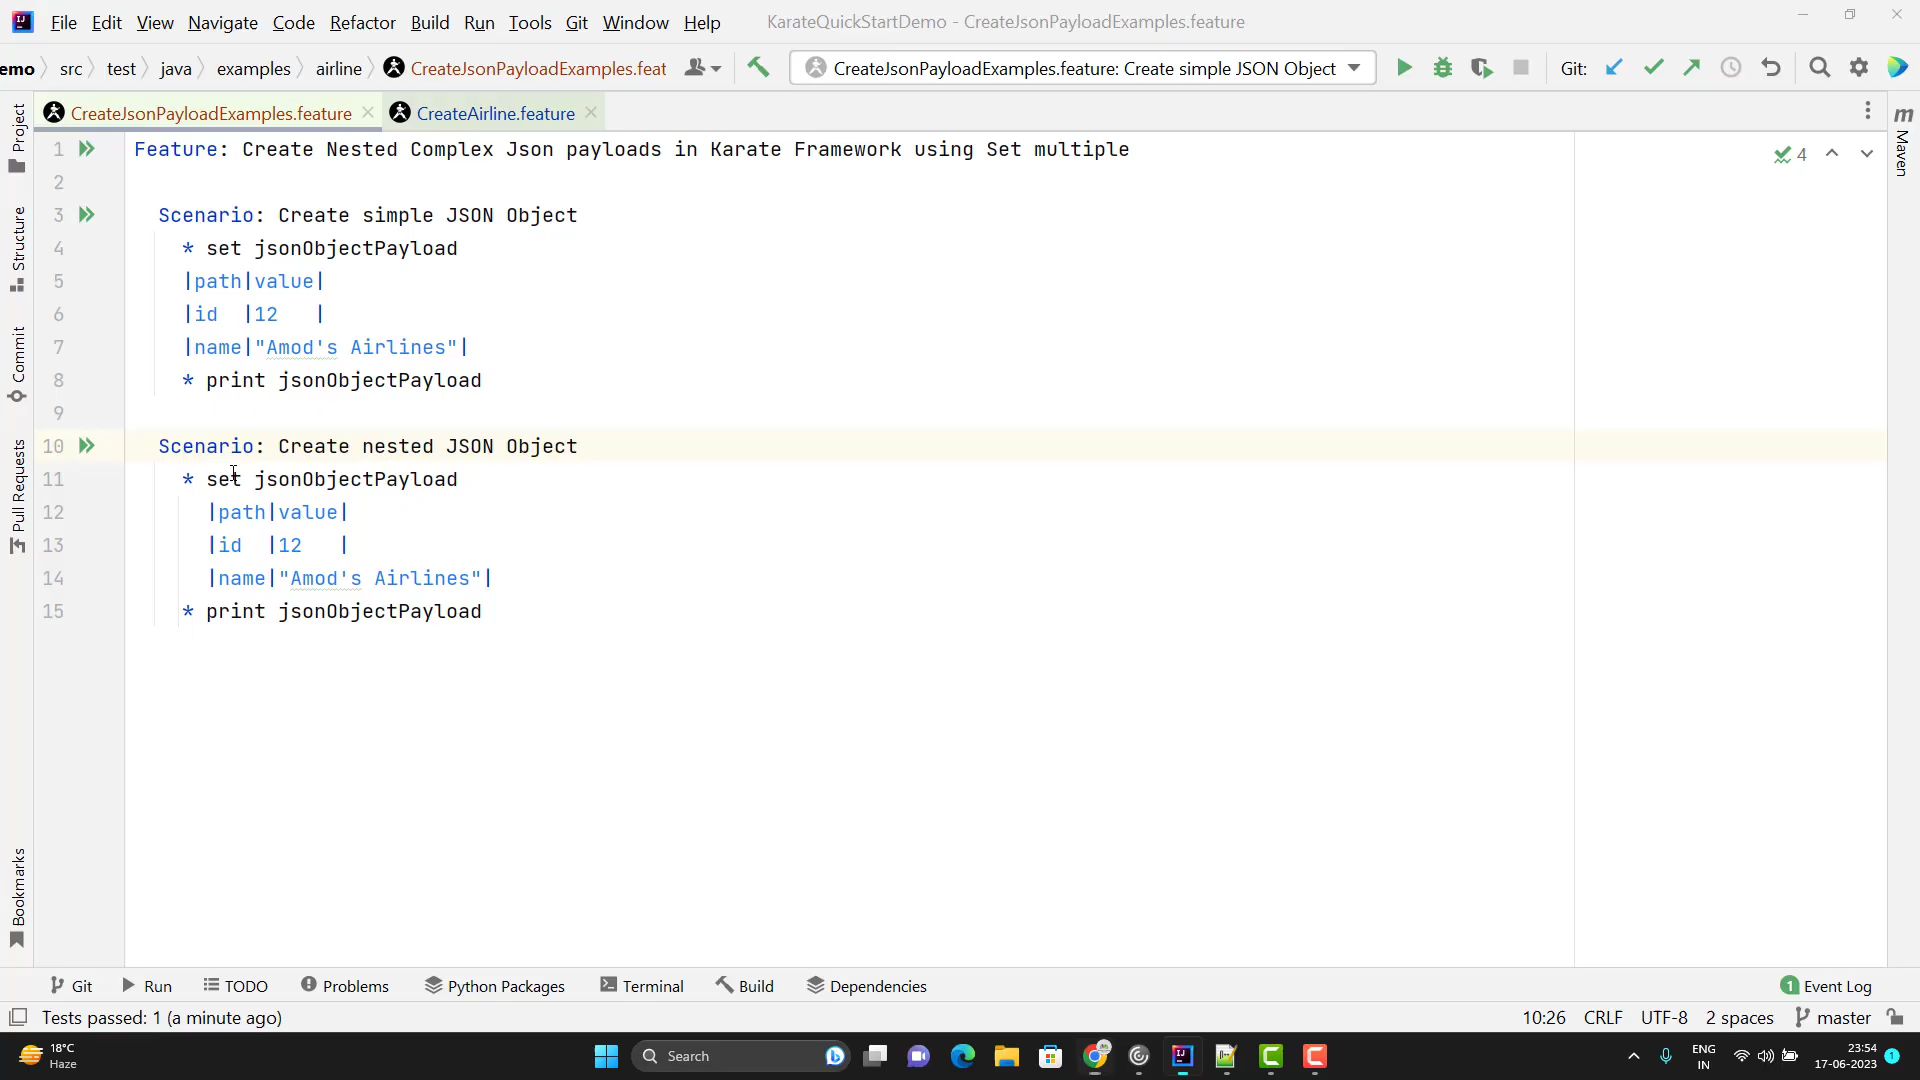 File Edit View Navigate Code Refactor Build Run Tools Git Window Help KarateQuickStartDemo - CreateJsonPayloadExamples.feature
emo src test java examples airline CreateJsonPayloadExamples.feat CreateJsonPayloadExamples.feature: Create simple JSON Object Git:
CreateJsonPayloadExamples.feature CreateAirline.feature
1 Feature: Create Nested Complex Json payloads in Karate Framework using Set multiple
4
2
3 Scenario: Create simple JSON Object
4 * set jsonObjectPayload
5 |path|value|
6 |id |12 |
7 |name|"Amod's Airlines"|
8 * print jsonObjectPayload
9
10 Scenario: Create nested JSON Object
11 * set jsonObjectPayload
12 |path|value|
13 |id |12 |
14 |name|"Amod's Airlines"|
15 * print jsonObjectPayload
Project
Structure
Commit
Pull Requests
Bookmarks
m
Maven
Git Run TODO Problems Python Packages Terminal Build Dependencies 1 Event Log
Tests passed: 1 (a minute ago) 10:26 CRLF UTF-8 2 spaces master
18°C
Haze
Search
ENG
IN
23:54
17-06-2023
1